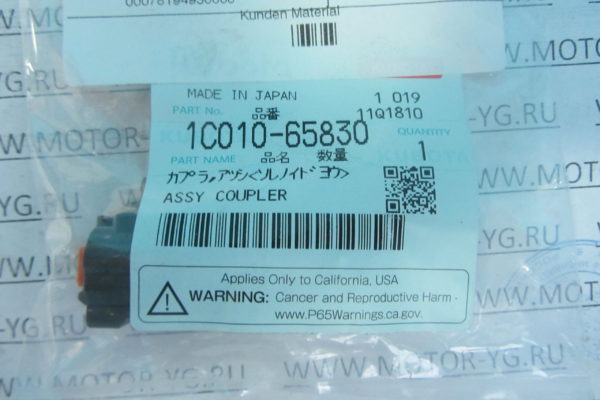 Kunden Material
MADE IN JAPAN 1 019
PART No. 品番 11Q1810
1C010-65830 QUANTITY
PART NAME 品名 数量 1
カプラ,アツシ<ソルノイドヨウ>
ASSY COUPLER
Applies Only to California, USA
WARNING: Cancer and Reproductive Harm -
www.P65Warnings.ca.gov.
WWW.MOTOR-YG.RU